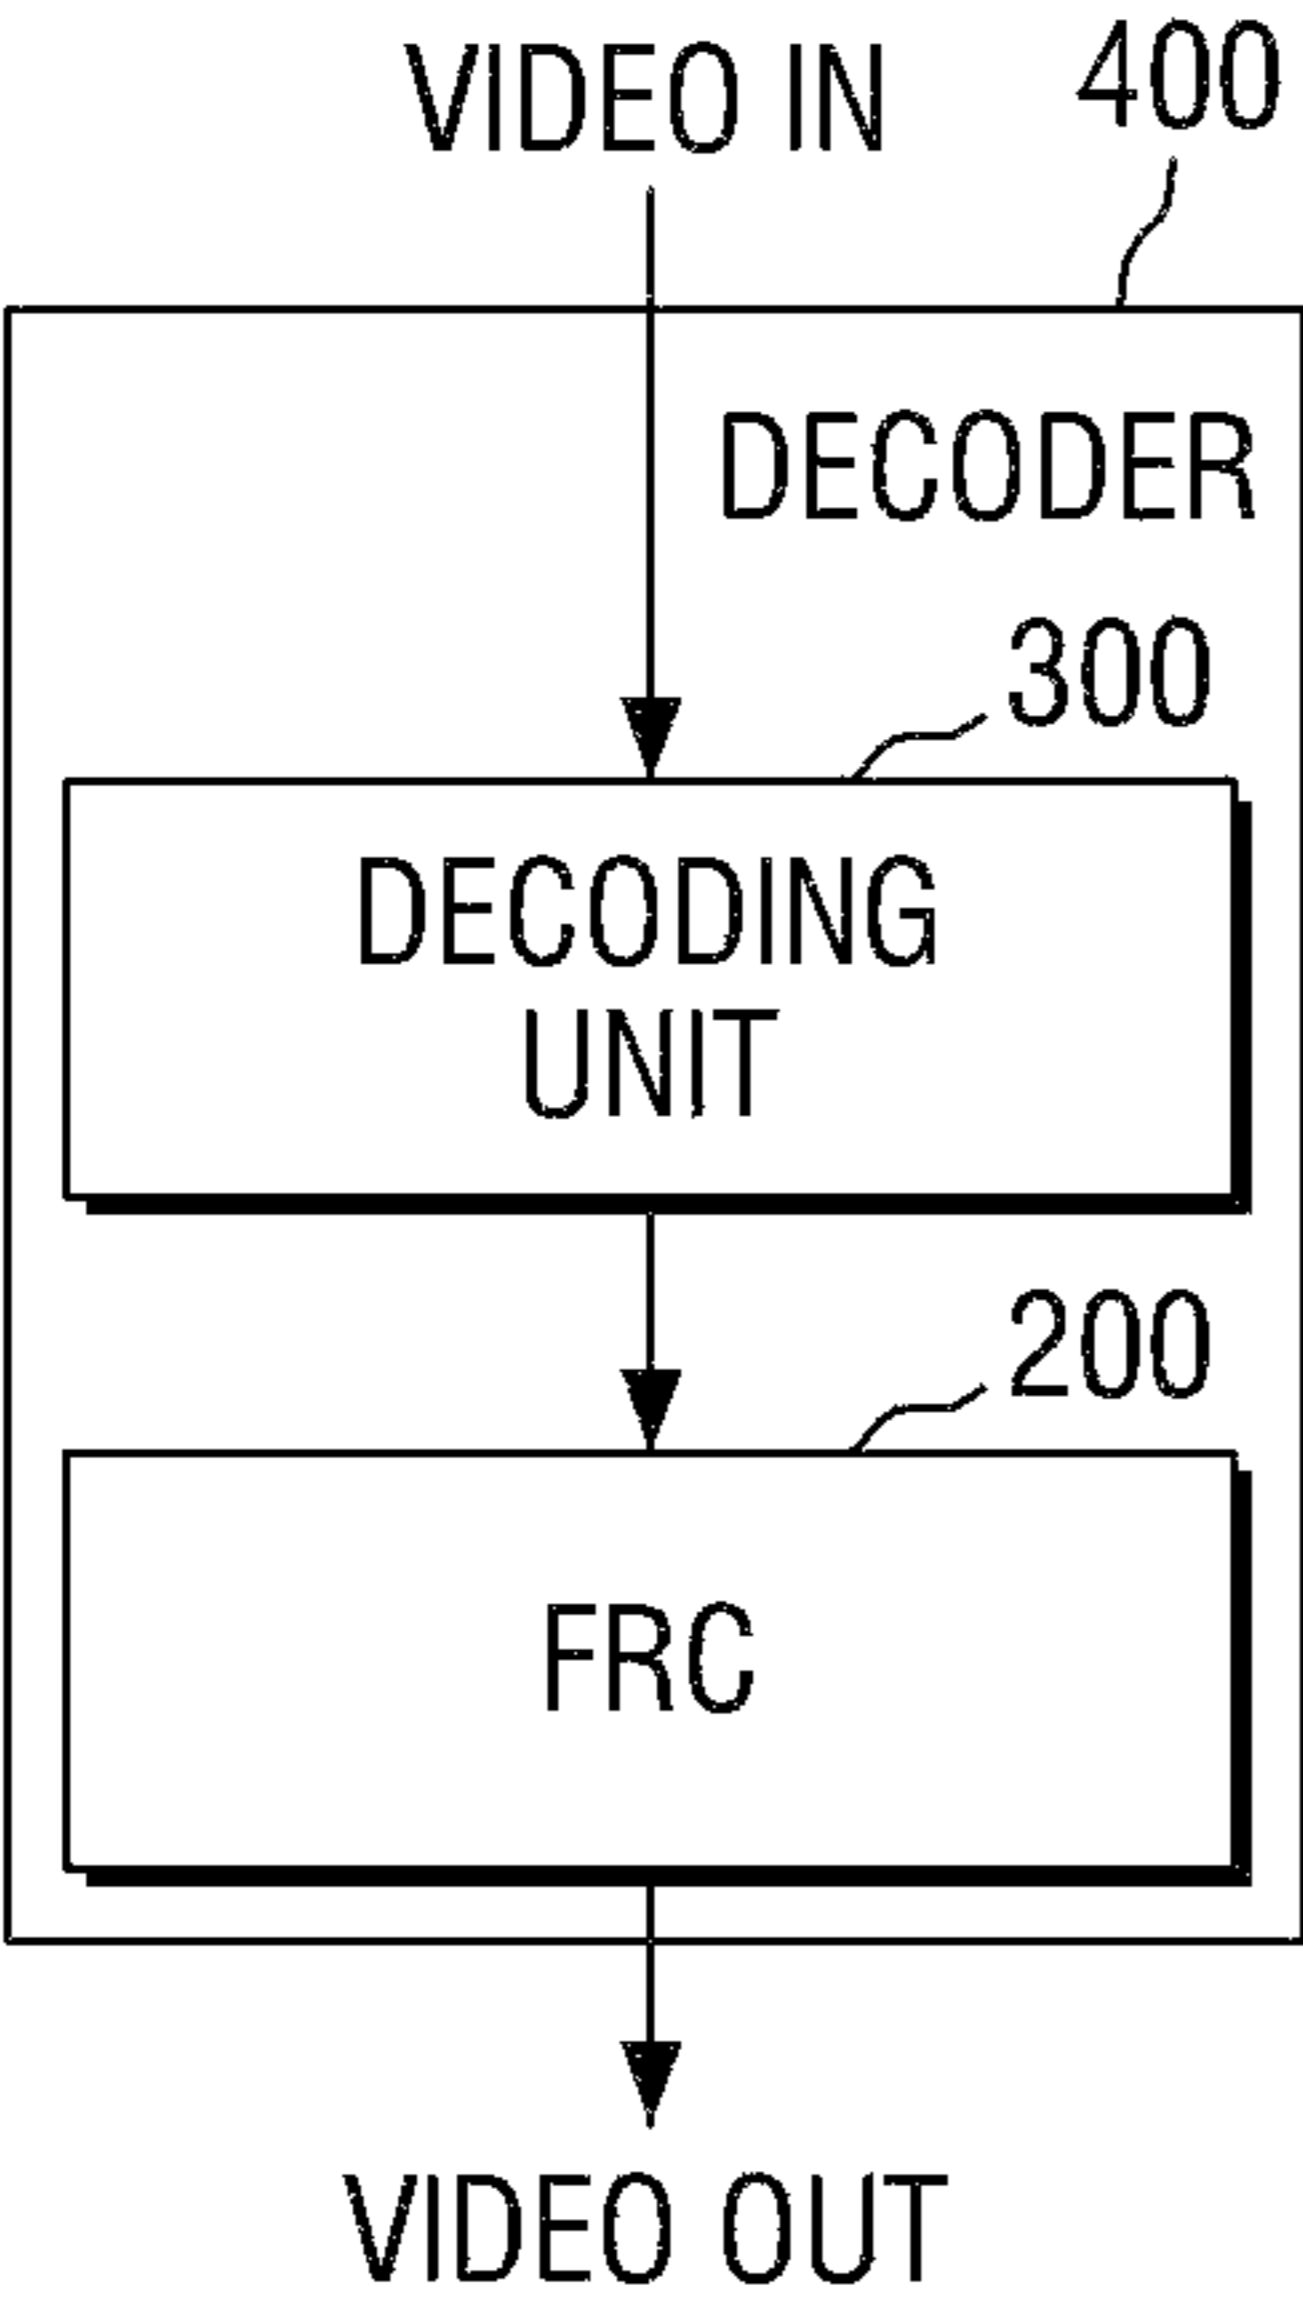 VIDEO IN
400
DECODER
300
DECODING
UNIT
200
FRC
VIDEO OUT